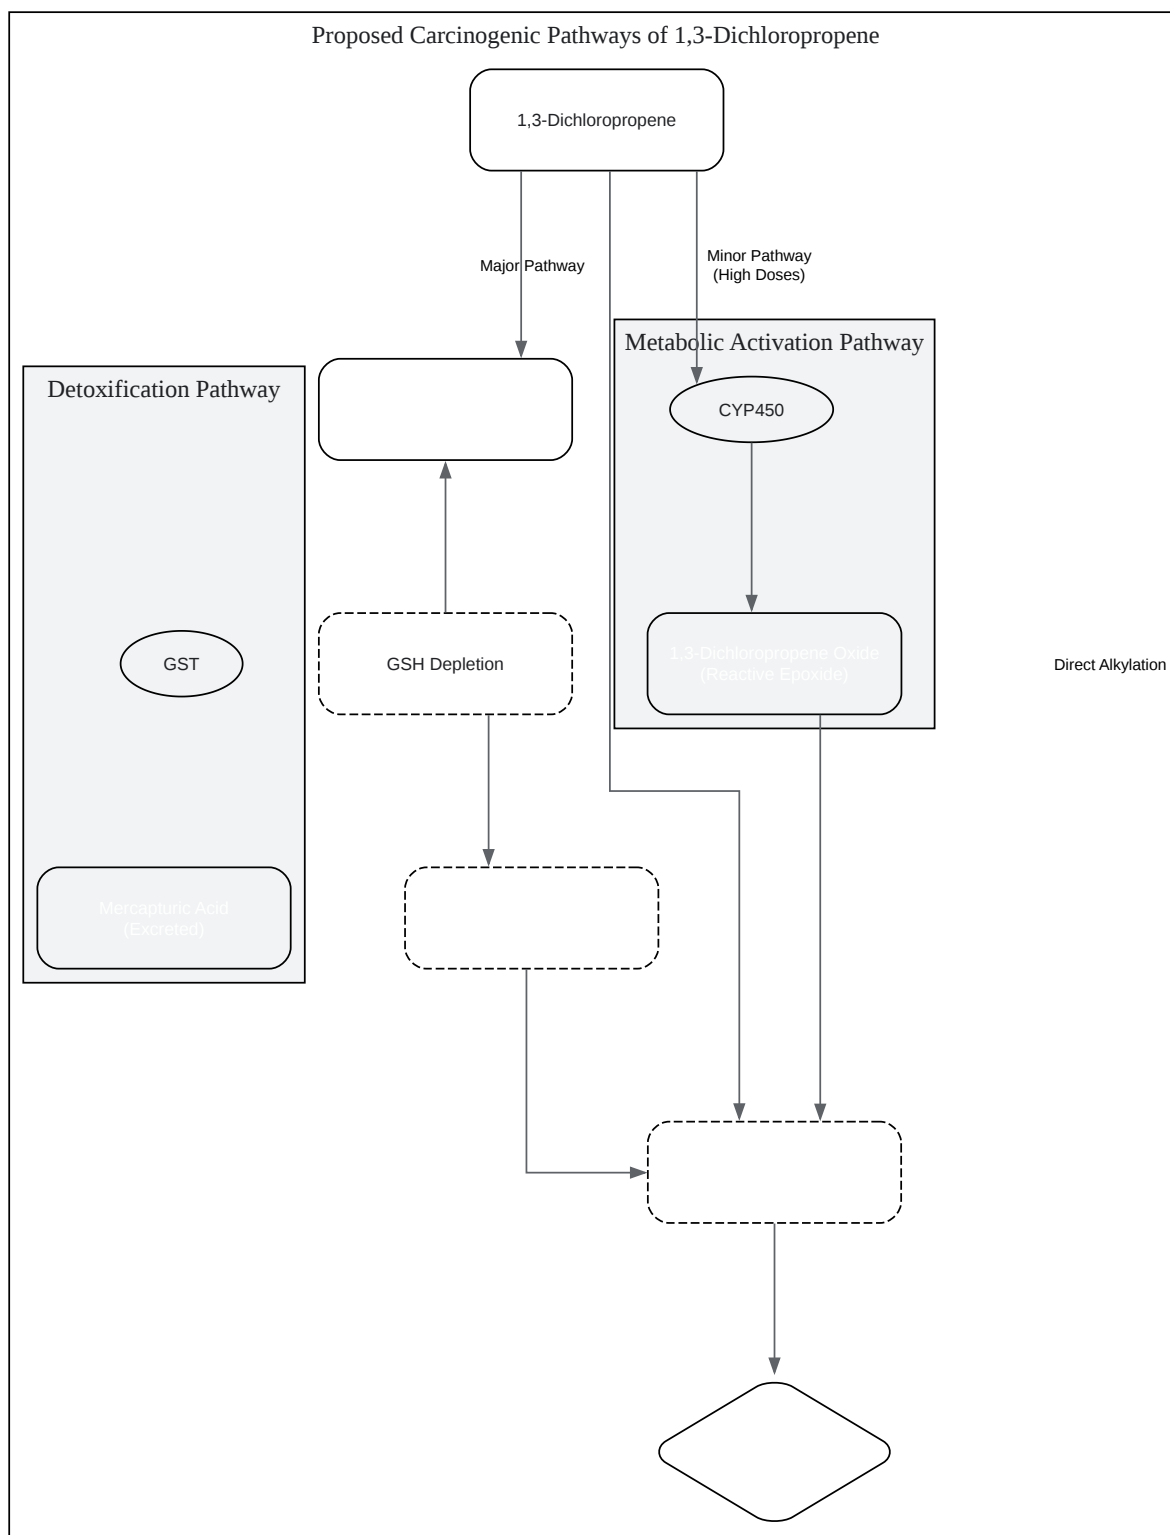 Proposed Carcinogenic Pathways of 1,3-Dichloropropene
1,3-Dichloropropene
Major Pathway
Minor Pathway
(High Doses)
Metabolic Activation Pathway
Detoxification Pathway
CYP450
GST
GSH Depletion
1,3-Dichloropropene Oxide
(Reactive Epoxide)
Direct Alkylation
Mercapturic Acid
(Excreted)